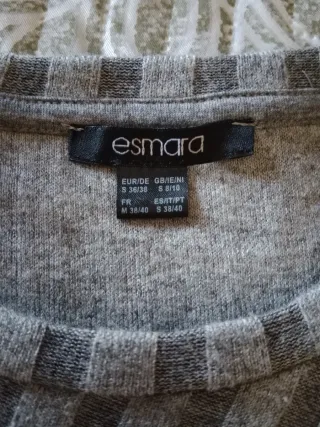 esmara
EUR/DE GB/IE/NI
S 36/38 S 8/10
FR ES/IT/PT
M 38/40 S 38/40